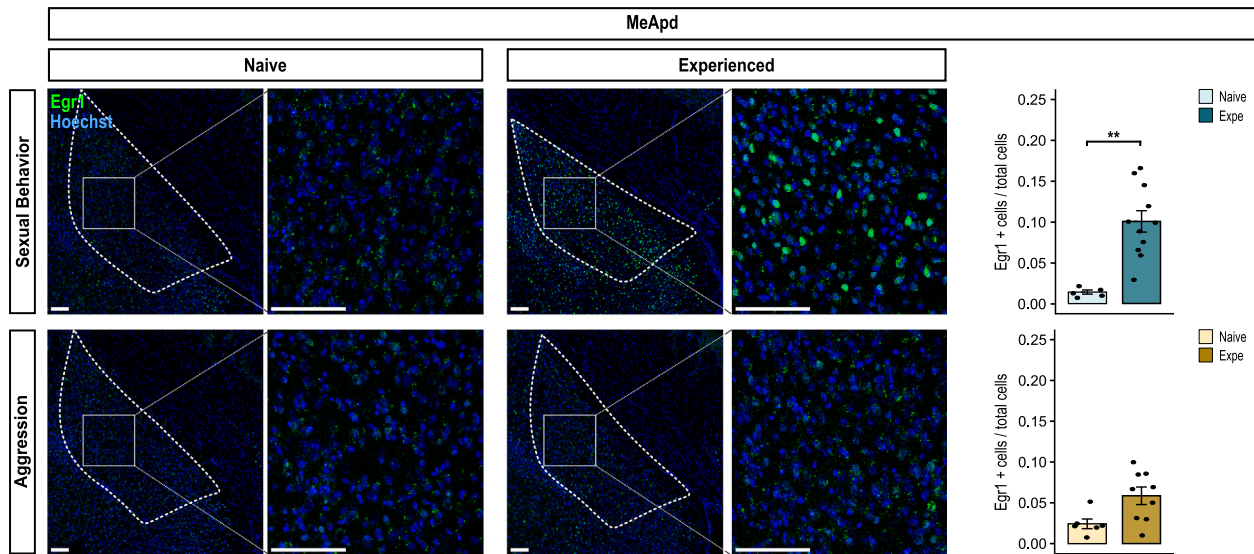 MeApd
Naive
Experienced
Sexual Behavior
Egr1
Hoechst
Egr1 + cells / total cells
0.25
0.20
0.15
0.10
0.05
0.00
**
Naive
Expe
Aggression
Egr1 + cells / total cells
0.25
0.20
0.15
0.10
0.05
0.00
Naive
Expe